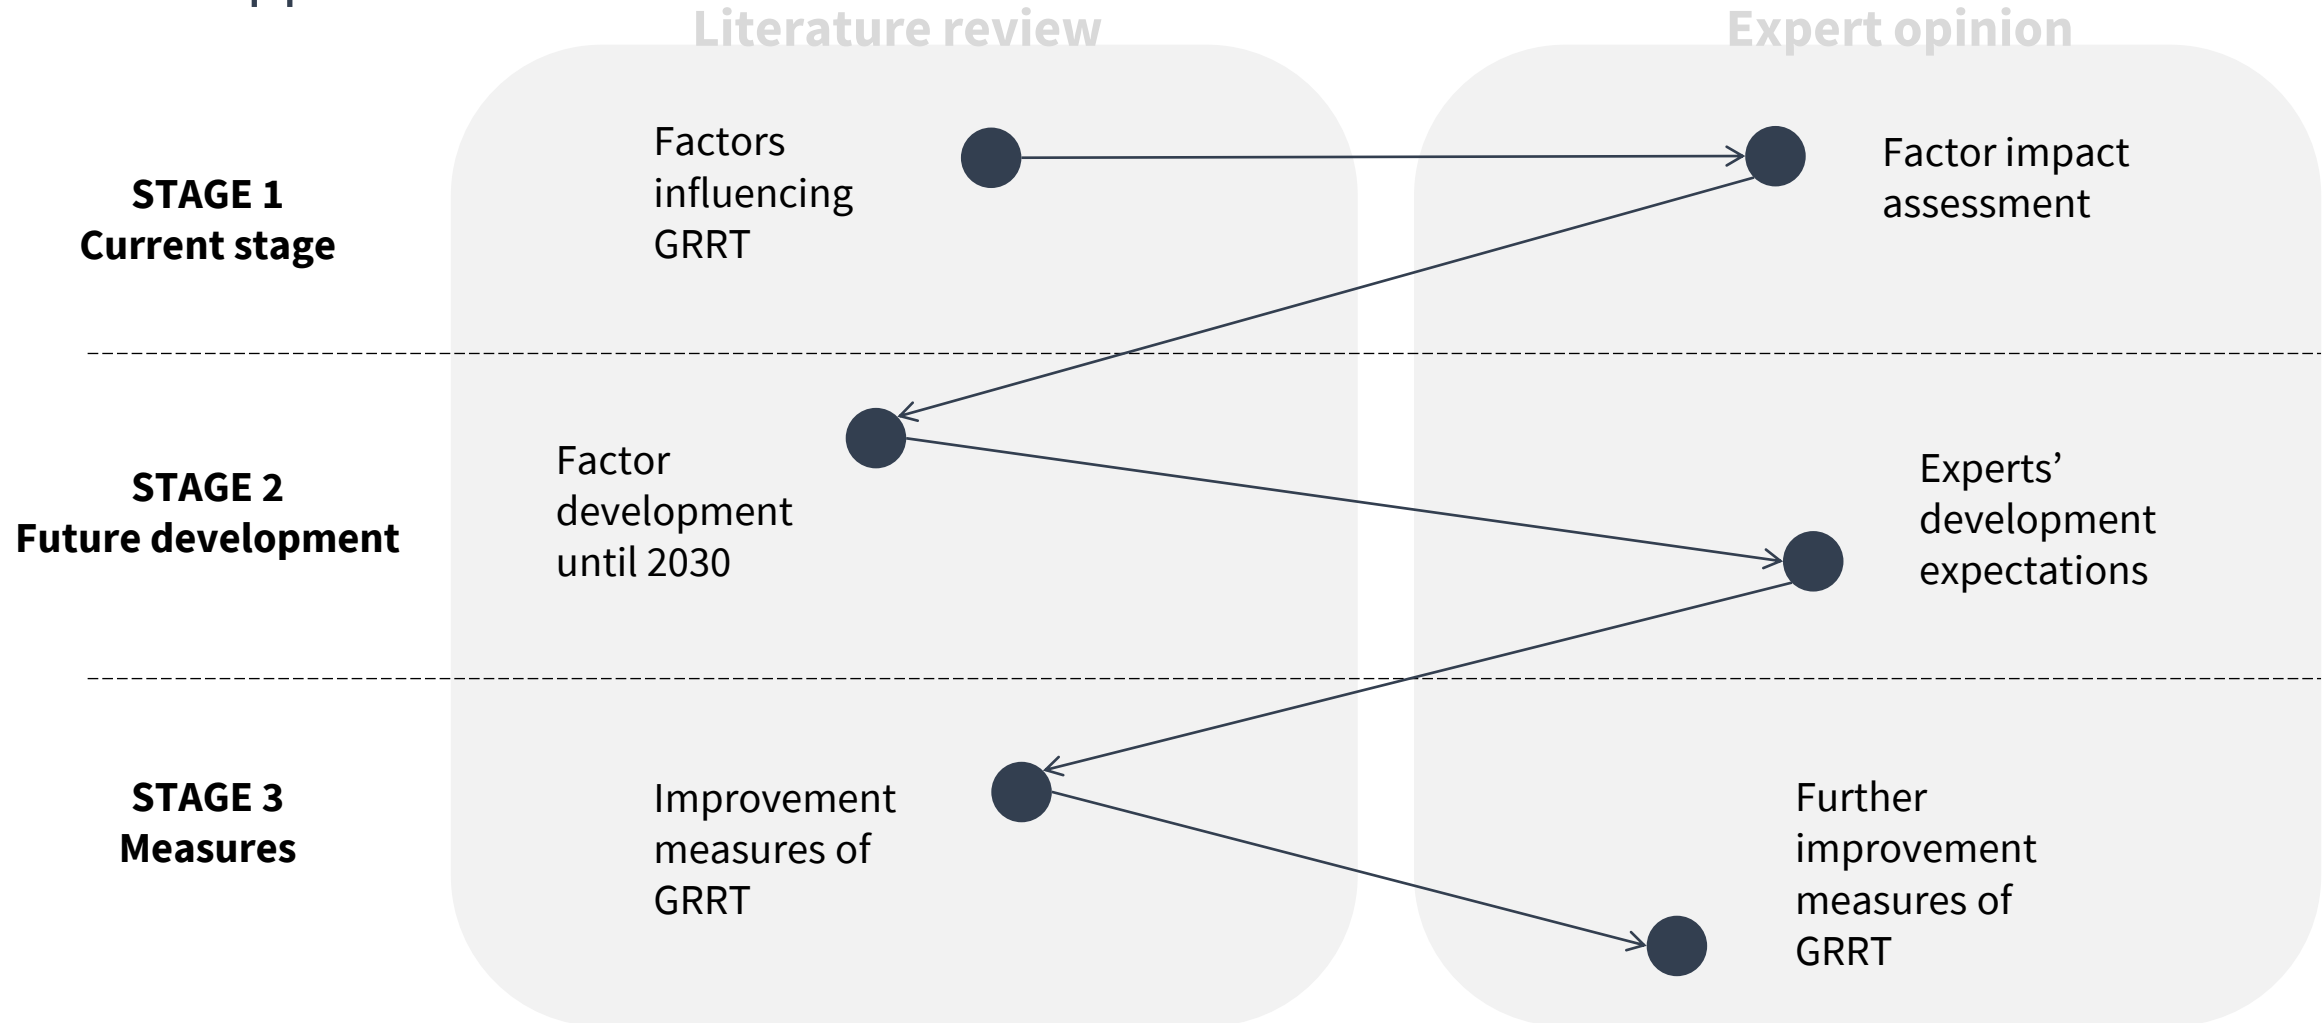 Literature review
Expert opinion
STAGE 1
Current stage
Factors
influencing
GRRT
Factor impact
assessment
STAGE 2
Future development
Factor
development
until 2030
Experts’
development
expectations
STAGE 3
Measures
Improvement
measures of
GRRT
Further
improvement
measures of
GRRT